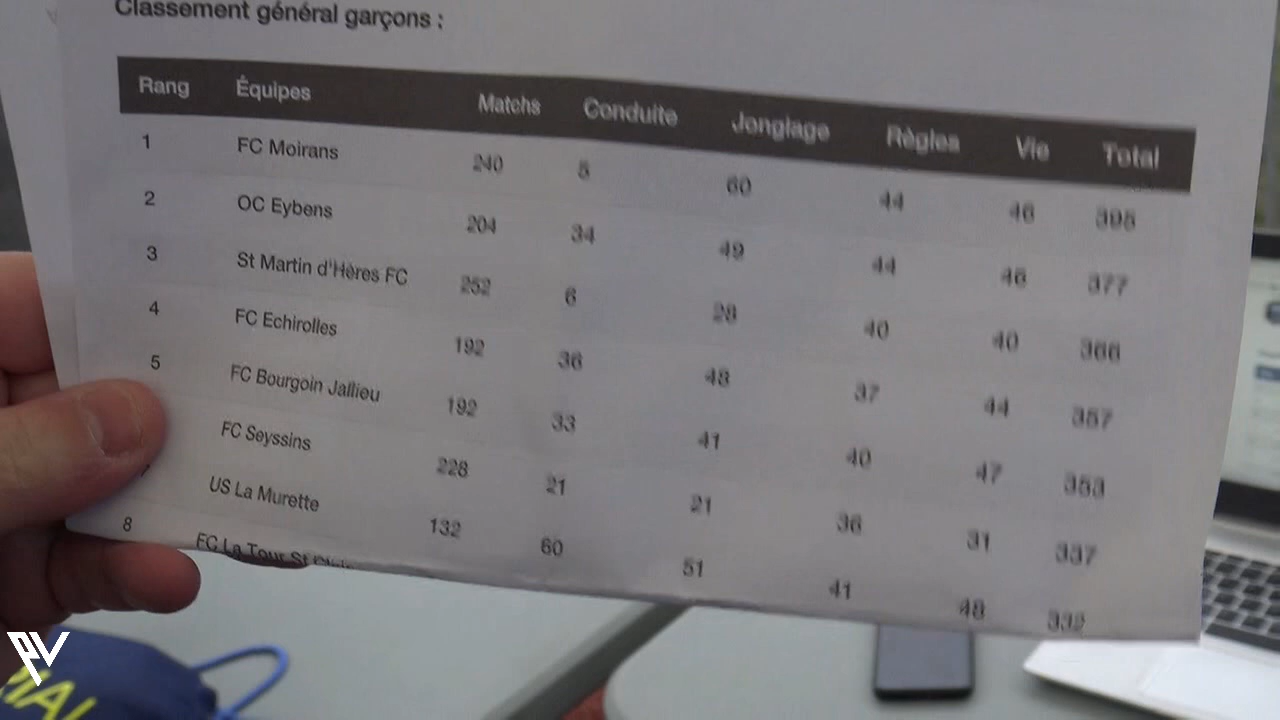 Classement général garçons :
Rang Équipes Matchs Conduite Jonglage Règles Vie Total
1 FC Moirans 240 5 60 44 46 395
2 OC Eybens 204 34 49 44 46 377
3 St Martin d'Hères FC 252 6 28 40 40 366
4 FC Echirolles 192 36 48 37 44 357
5 FC Bourgoin Jallieu 192 33 41 40 47 353
FC Seyssins 228 21 21 36 31 337
US La Murette 132 60 51 41 48 332
8 FC La Tour St